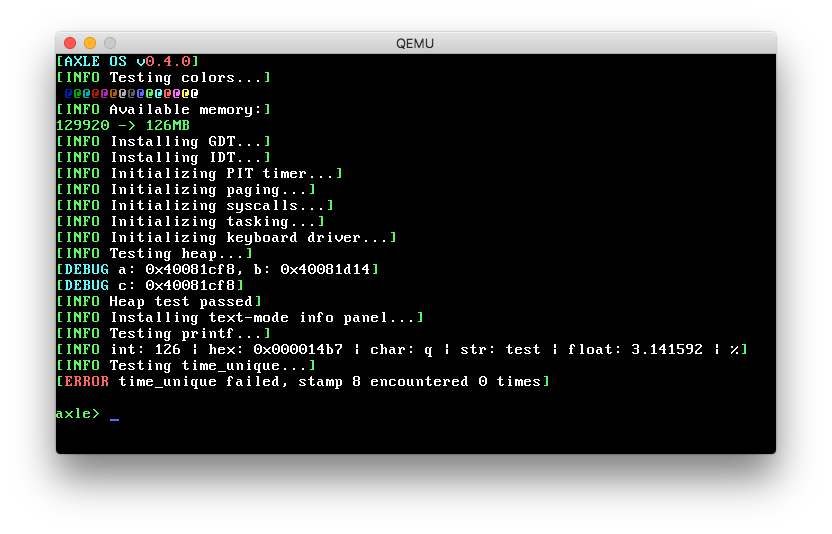 QEMU
[AXLE OS v0.4.0]
[INFO Testing colors...]
@@@@@@@@@@@@@@@
[INFO Available memory:]
129920 -> 126MB
[INFO Installing GDT...]
[INFO Installing IDT...]
[INFO Initializing PIT timer...]
[INFO Initializing paging...]
[INFO Initializing syscalls...]
[INFO Initializing tasking...]
[INFO Initializing keyboard driver...]
[INFO Testing heap...]
[DEBUG a: 0x40081cf8, b: 0x40081d14]
[DEBUG c: 0x40081cf8]
[INFO Heap test passed]
[INFO Installing text-mode info panel...]
[INFO Testing printf...]
[INFO int: 126 | hex: 0x000014b7 | char: q | str: test | float: 3.141592 | %]
[INFO Testing time_unique...]
[ERROR time_unique failed, stamp 8 encountered 0 times]
axle> _